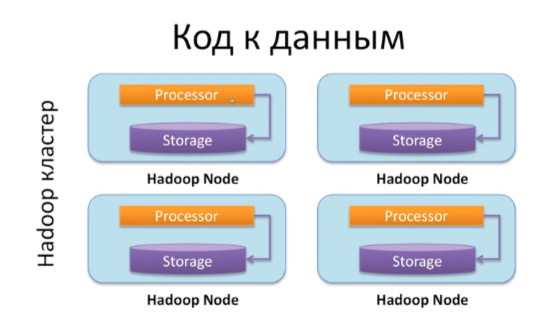 Код к данным
Hadoop кластер
Processor
Storage
Hadoop Node
Processor
Storage
Hadoop Node
Processor
Storage
Hadoop Node
Processor
Storage
Hadoop Node